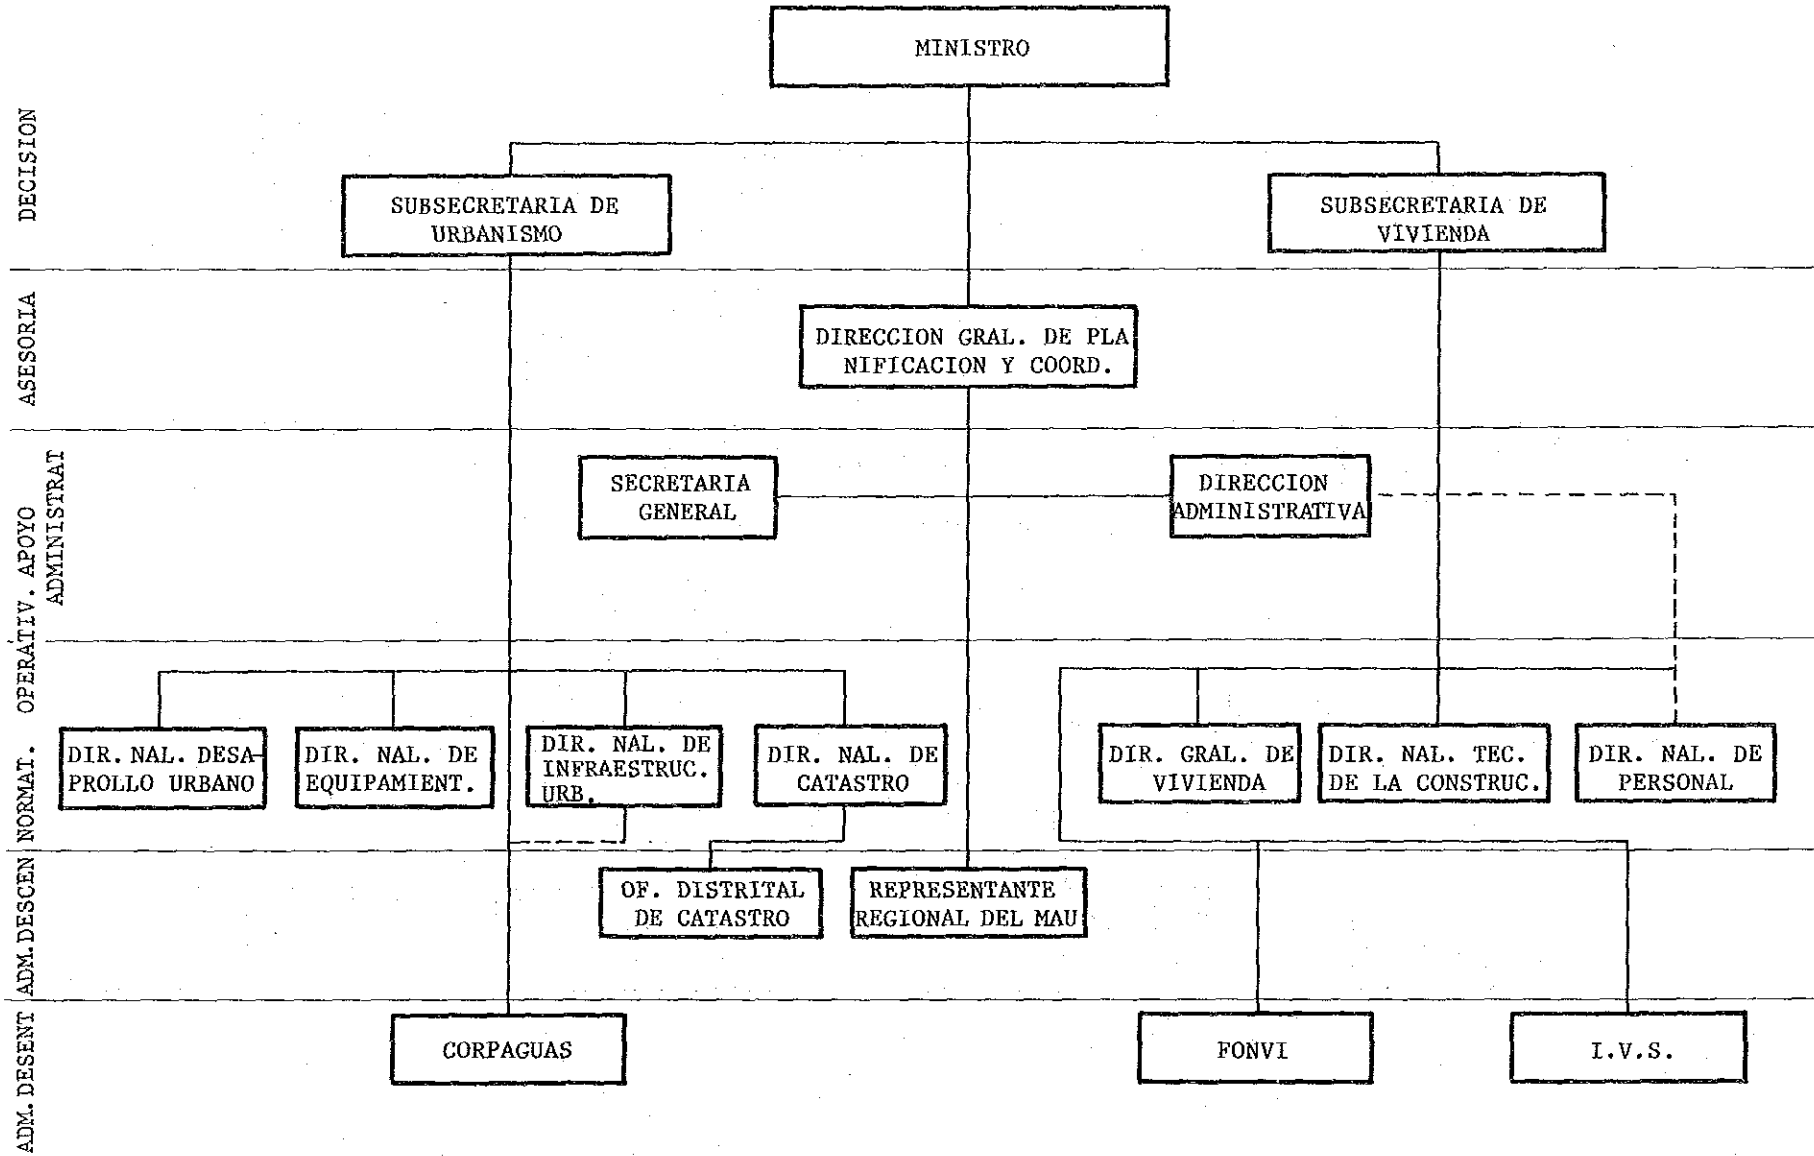 MINISTRO
DECISION
SUBSECRETARIA DE
URBANISMO
SUBSECRETARIA DE
VIVIENDA
ASESORIA
DIRECCION GRAL. DE PLA
NIFICACION Y COORD.
OPERATIV. APOYO
ADMINISTRAT
SECRETARIA
GENERAL
DIRECCION
ADMINISTRATIVA
NORMAT.
DIR. NAL. DESA-
PROLLO URBANO
DIR. NAL. DE
EQUIPAMIENT.
DIR. NAL. DE
INFRAESTRUC.
URB.
DIR. NAL. DE
CATASTRO
DIR. GRAL. DE
VIVIENDA
DIR. NAL. TEC.
DE LA CONSTRUC.
DIR. NAL. DE
PERSONAL
ADM. DESCEN
OF. DISTRITAL
DE CATASTRO
REPRESENTANTE
REGIONAL DEL MAU
ADM. DESENT
CORPAGUAS
FONVI
I.V.S.